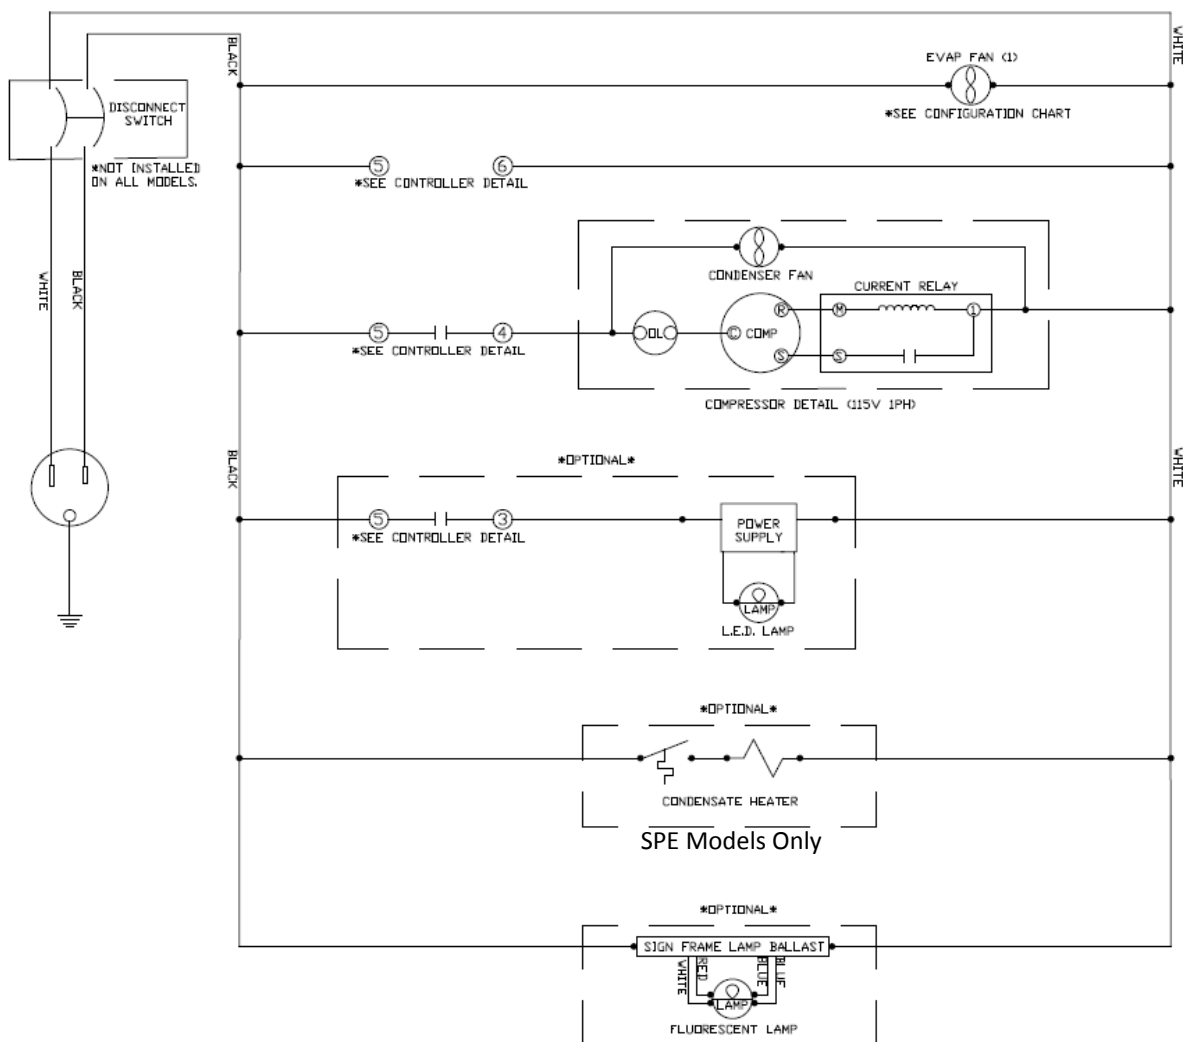 BLACK
WHITE
EVAP FAN (1)
*SEE CONFIGURATION CHART
DISCONNECT
SWITCH
*NOT INSTALLED
ON ALL MODELS.
5
6
*SEE CONTROLLER DETAIL
WHITE
BLACK
CONDENSER FAN
CURRENT RELAY
5
4
*SEE CONTROLLER DETAIL
OL
C
COMP
R
S
M
S
1
COMPRESSOR DETAIL (115V 1PH)
BLACK
WHITE
*OPTIONAL*
5
3
*SEE CONTROLLER DETAIL
POWER
SUPPLY
LAMP
L.E.D. LAMP
*OPTIONAL*
CONDENSATE HEATER
SPE Models Only
*OPTIONAL*
SIGN FRAME LAMP BALLAST
WHITE
RED
BLUE
BLUE
LAMP
FLUORESCENT LAMP